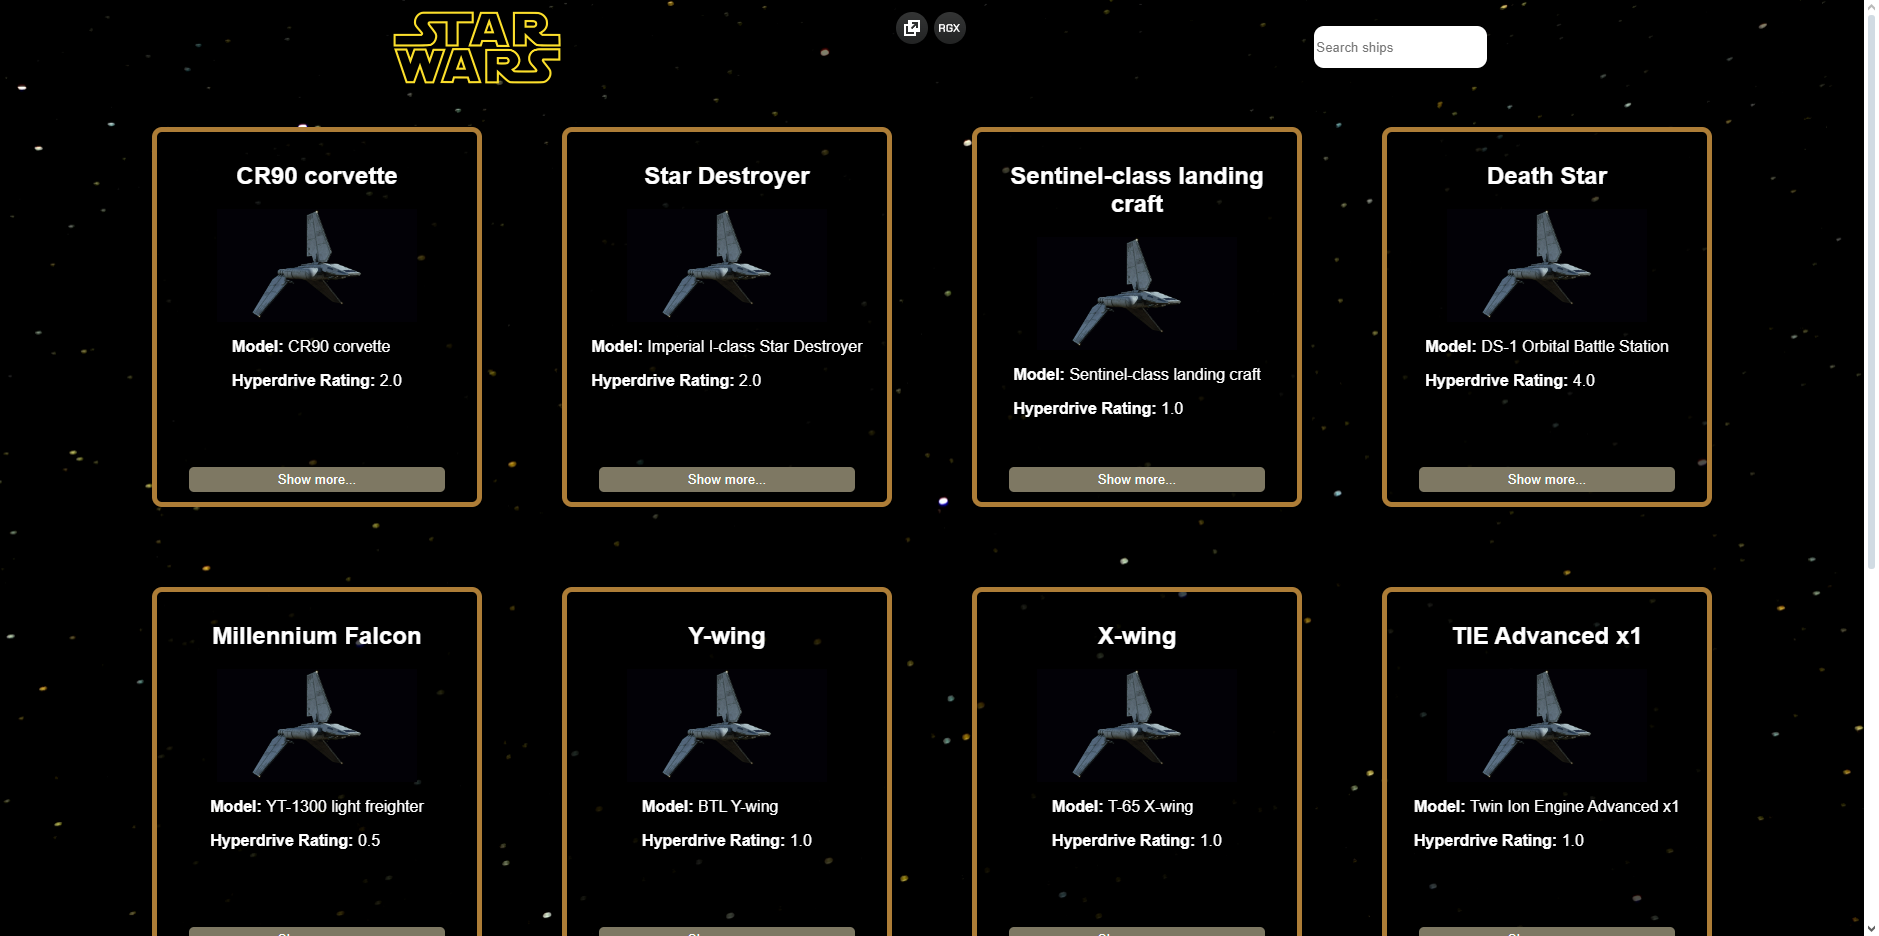 STAR
WARS
RGX
Search ships
CR90 corvette
Model: CR90 corvette
Hyperdrive Rating: 2.0
Show more...
Star Destroyer
Model: Imperial I-class Star Destroyer
Hyperdrive Rating: 2.0
Show more...
Sentinel-class landing
craft
Model: Sentinel-class landing craft
Hyperdrive Rating: 1.0
Show more...
Death Star
Model: DS-1 Orbital Battle Station
Hyperdrive Rating: 4.0
Show more...
Millennium Falcon
Model: YT-1300 light freighter
Hyperdrive Rating: 0.5
Y-wing
Model: BTL Y-wing
Hyperdrive Rating: 1.0
X-wing
Model: T-65 X-wing
Hyperdrive Rating: 1.0
TIE Advanced x1
Model: Twin Ion Engine Advanced x1
Hyperdrive Rating: 1.0